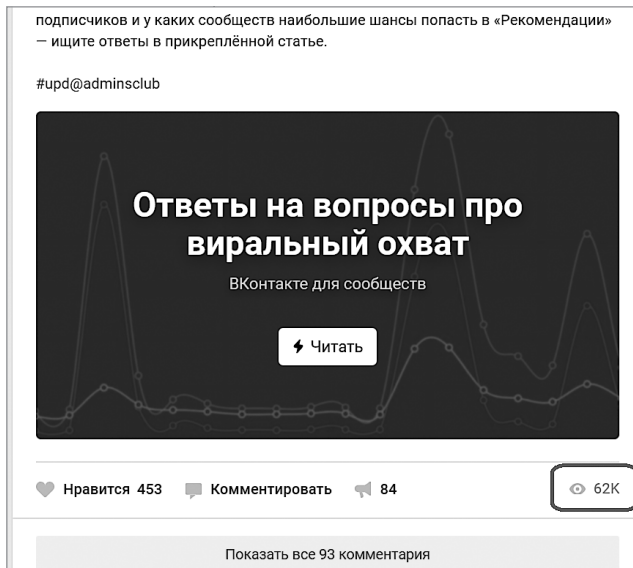 подписчиков и у каких сообществ наибольшие шансы попасть в «Рекомендации»
— ищите ответы в прикреплённой статье.
#upd@adminsclub
Ответы на вопросы про
виральный охват
ВКонтакте для сообществ
Читать
Нравится 453 Комментировать 84 62K
Показать все 93 комментария